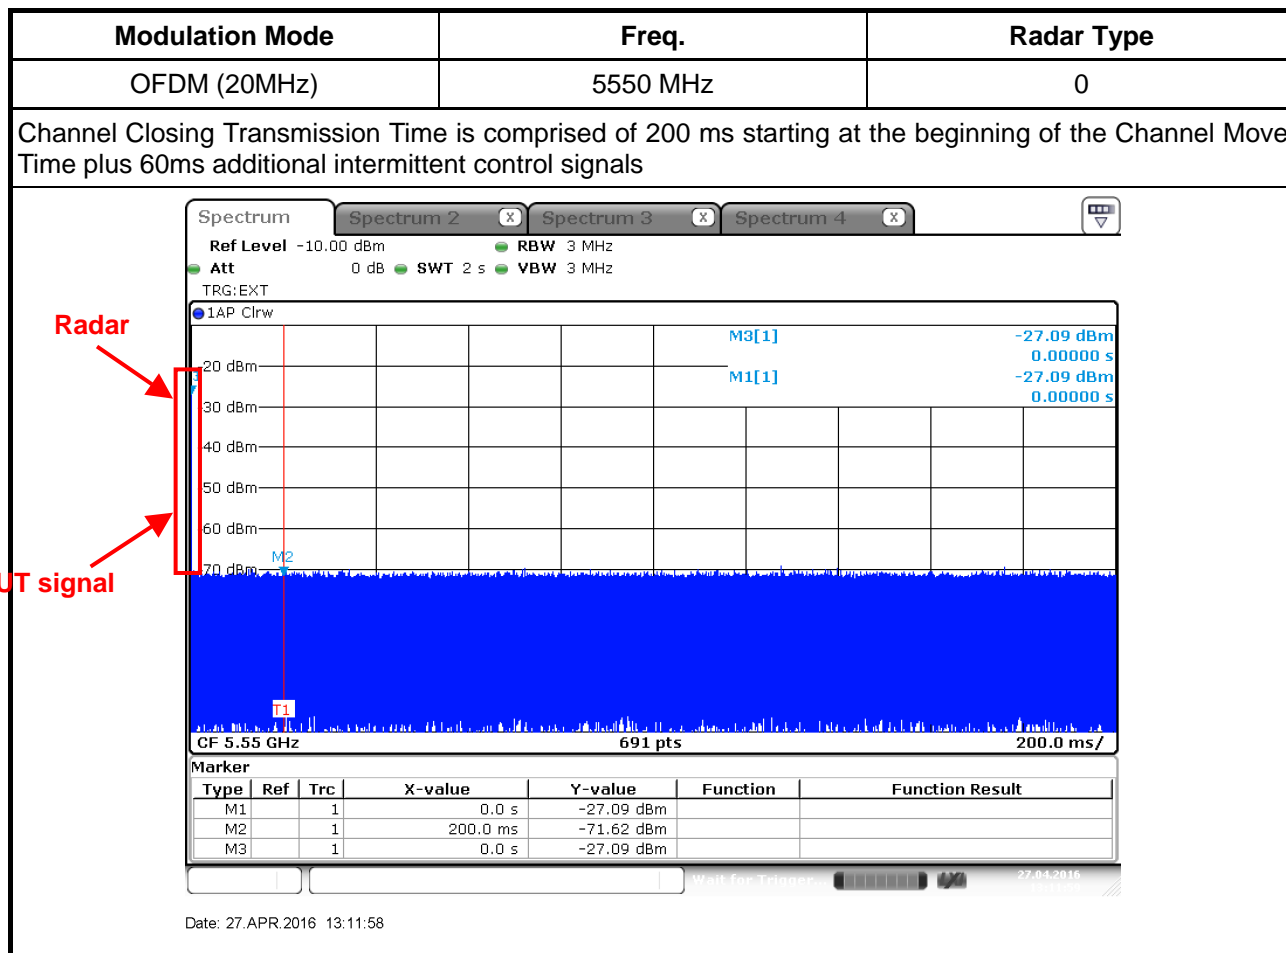 Modulation Mode Freq. Radar Type
OFDM (20MHz) 5550 MHz 0
Channel Closing Transmission Time is comprised of 200 ms starting at the beginning of the Channel Move
Time plus 60ms additional intermittent control signals
Spectrum Spectrum 2 X Spectrum 3 X Spectrum 4 X
Ref Level -10.00 dBm RBW 3 MHz
Att 0 dB SWT 2 s VBW 3 MHz
TRG:EXT
1AP Clrw
Radar
M3[1] -27.09 dBm
0.00000 s
-20 dBm
M1[1] -27.09 dBm
0.00000 s
-30 dBm
-40 dBm
-50 dBm
-60 dBm
M2
-70 dBm
UT signal
T1
CF 5.55 GHz 691 pts 200.0 ms/
Marker
Type Ref Trc X-value Y-value Function Function Result
M1 1 0.0 s -27.09 dBm
M2 1 200.0 ms -71.62 dBm
M3 1 0.0 s -27.09 dBm
Wait for Trigger... 27.04.2016
Date: 27.APR.2016 13:11:58